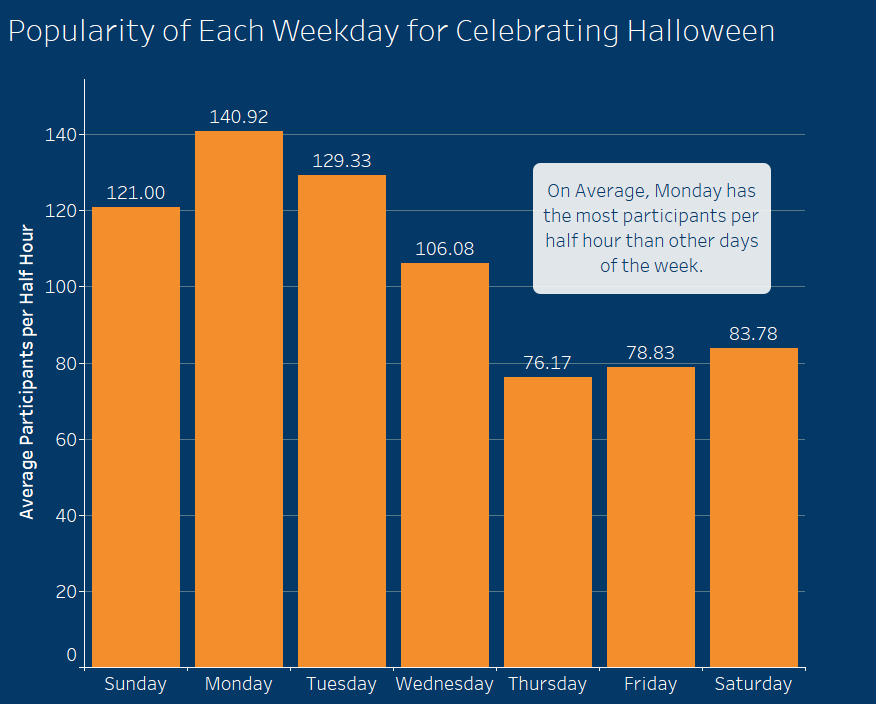 Popularity of Each Weekday for Celebrating Halloween
Average Participants per Half Hour
140
120
100
80
60
40
20
0
121.00
140.92
129.33
106.08
76.17
78.83
83.78
On Average, Monday has
the most participants per
half hour than other days
of the week.
Sunday
Monday
Tuesday
Wednesday
Thursday
Friday
Saturday